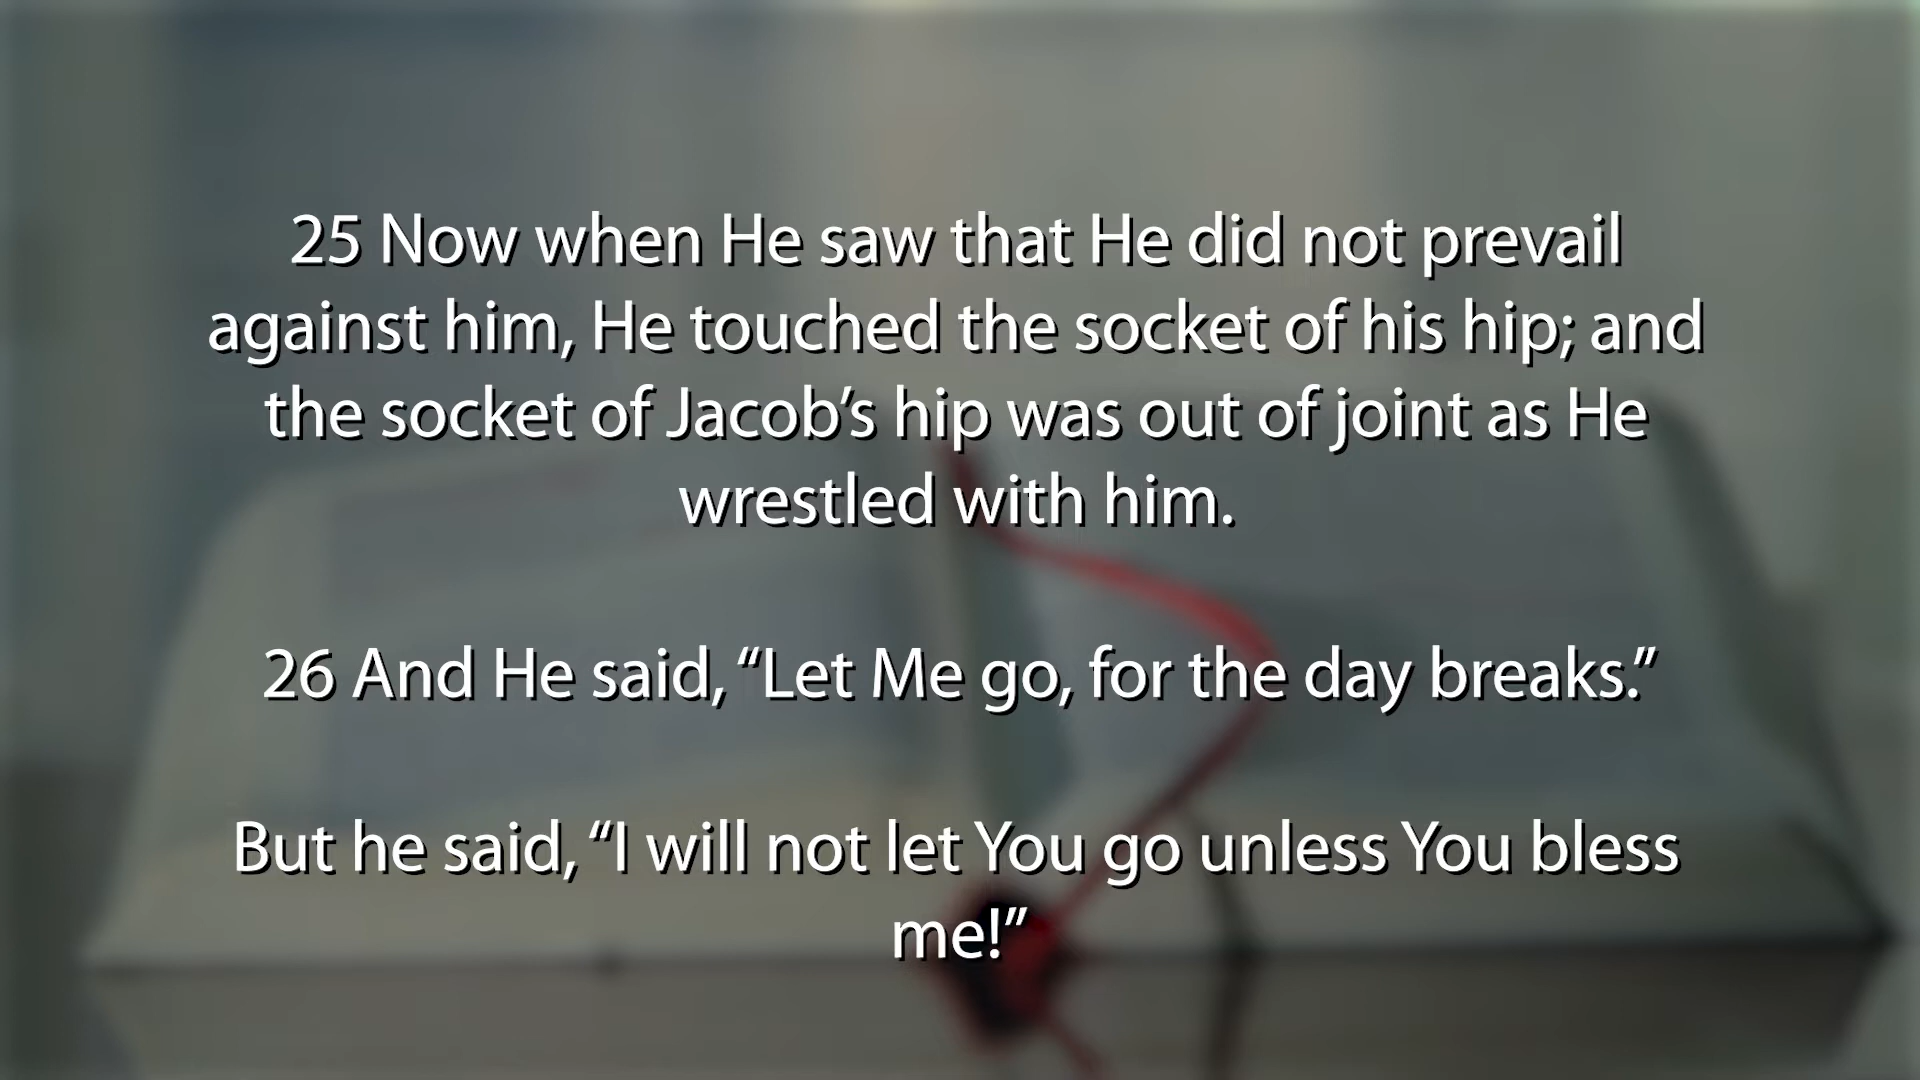 25 Now when He saw that He did not prevail
against him, He touched the socket of his hip; and
the socket of Jacob’s hip was out of joint as He
wrestled with him.
26 And He said, “Let Me go, for the day breaks.”
But he said, “I will not let You go unless You bless
me!”